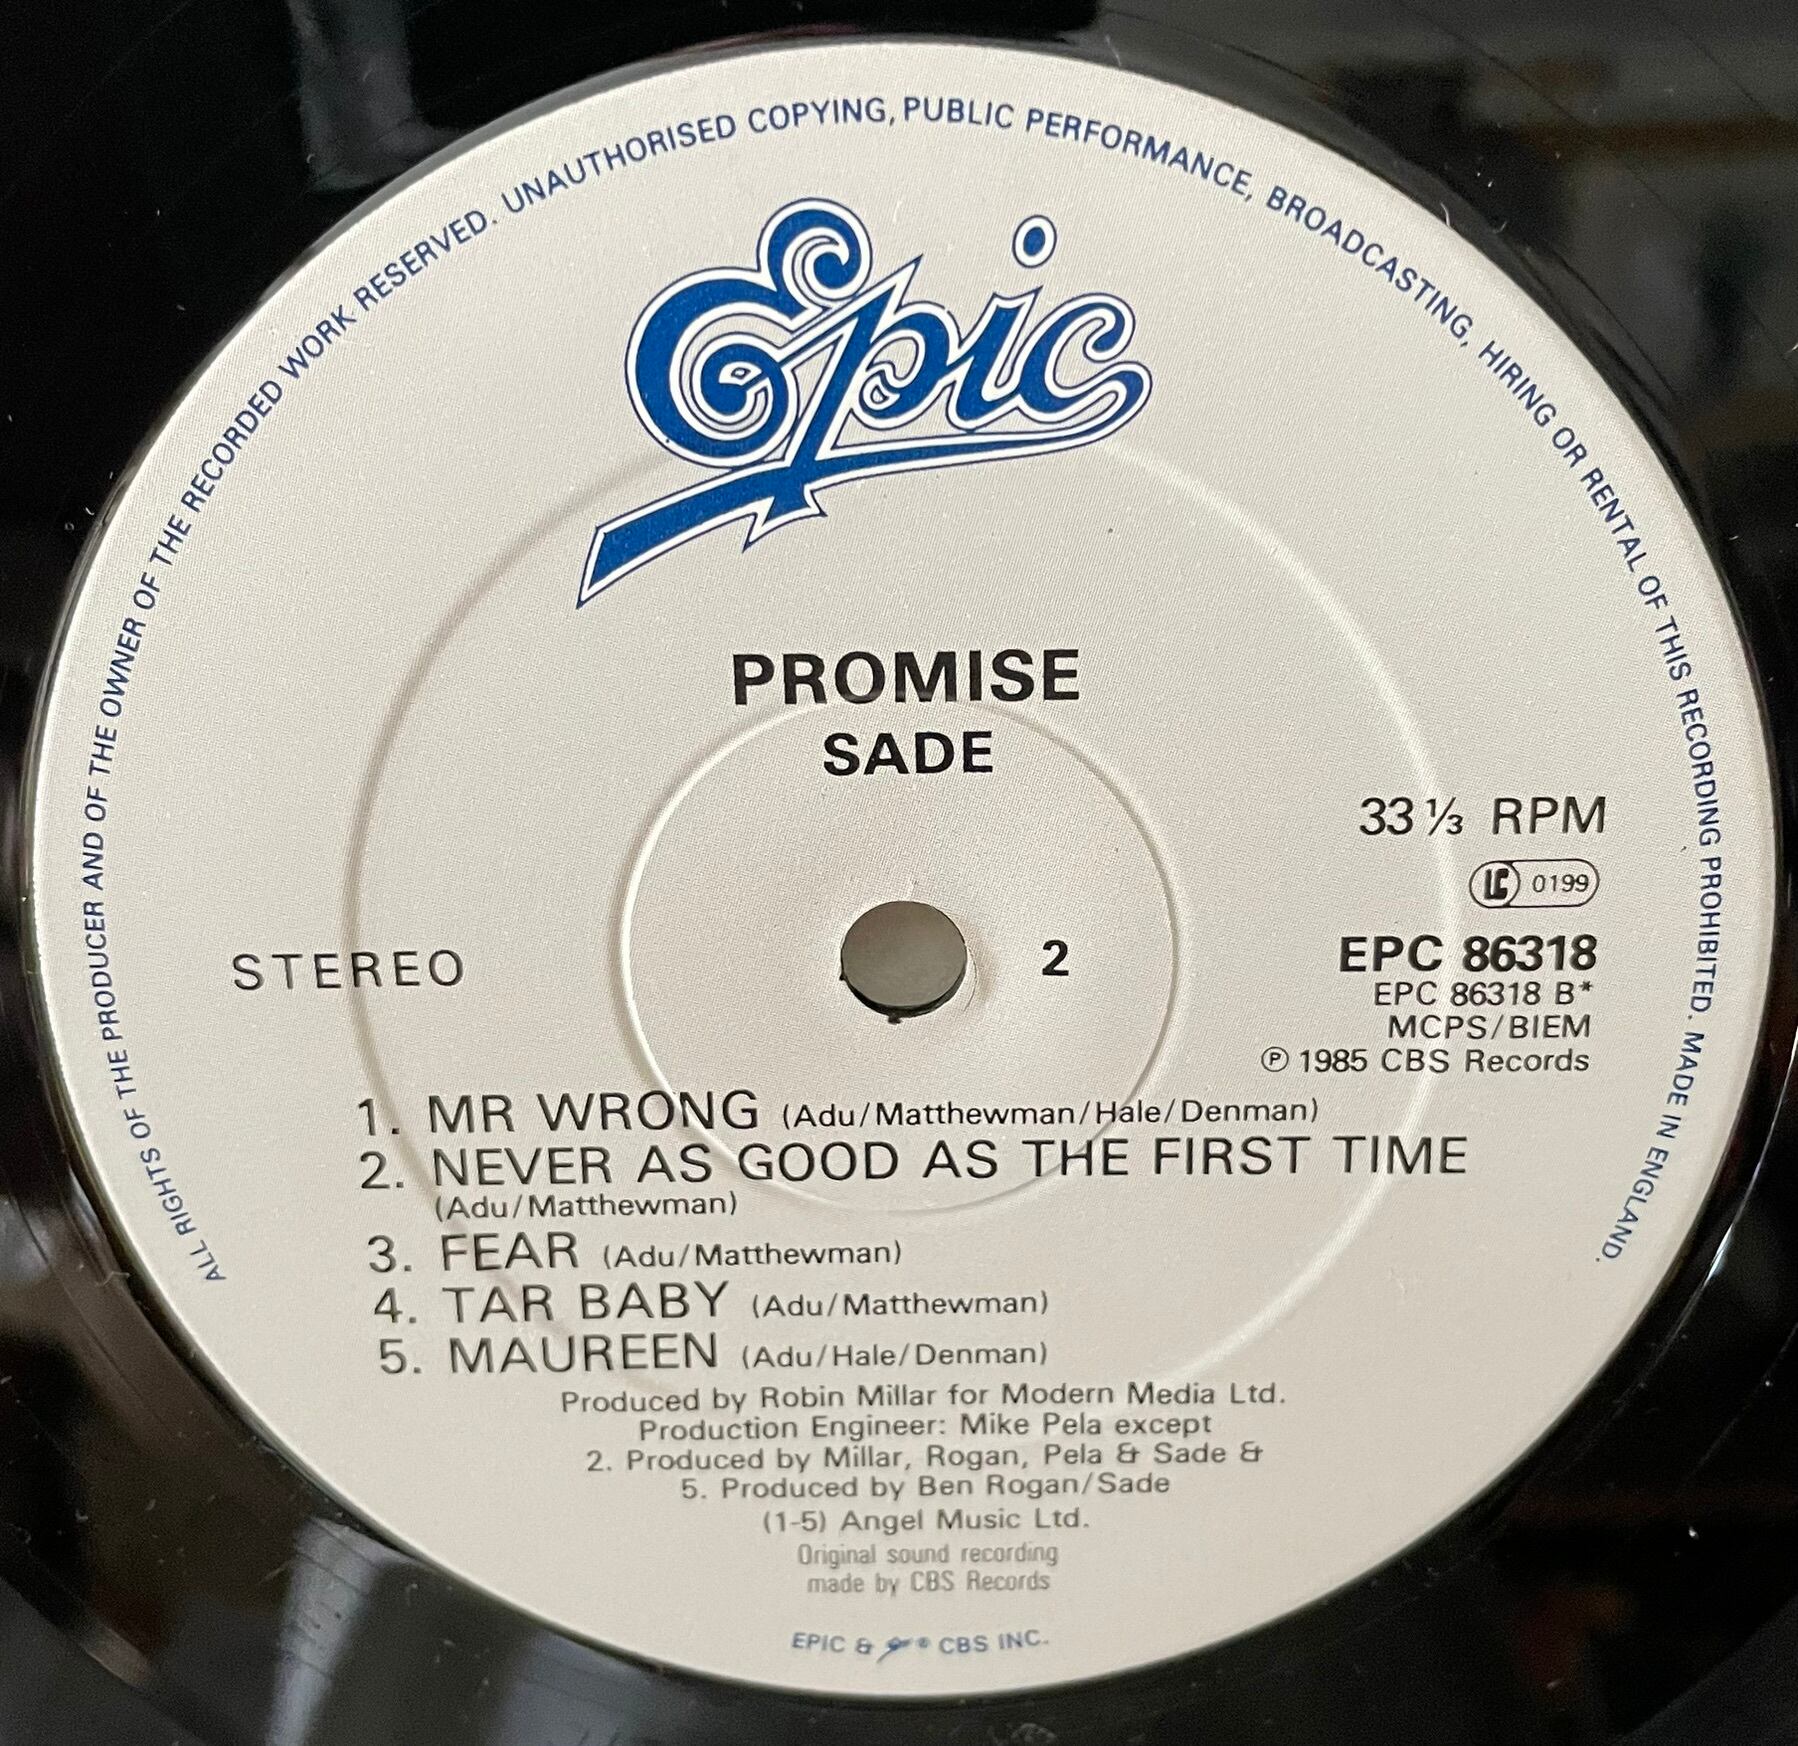 ALL RIGHTS OF THE PRODUCER AND OF THE OWNER OF THE RECORDED WORK RESERVED. UNAUTHORISED COPYING, PUBLIC PERFORMANCE, BROADCASTING, HIRING OR RENTAL OF THIS RECORDING PROHIBITED. MADE IN ENGLAND.
Epic
PROMISE
SADE
33 ⅓ RPM
LC 0199
STEREO
2
EPC 86318
EPC 86318 B*
MCPS/BIEM
℗ 1985 CBS Records
1. MR WRONG (Adu/Matthewman/Hale/Denman)
2. NEVER AS GOOD AS THE FIRST TIME
(Adu/Matthewman)
3. FEAR (Adu/Matthewman)
4. TAR BABY (Adu/Matthewman)
5. MAUREEN (Adu/Hale/Denman)
Produced by Robin Millar for Modern Media Ltd.
Production Engineer: Mike Pela except
2. Produced by Millar, Rogan, Pela & Sade &
5. Produced by Ben Rogan/Sade
(1-5) Angel Music Ltd.
Original sound recording
made by CBS Records
EPIC & Epic ® CBS INC.